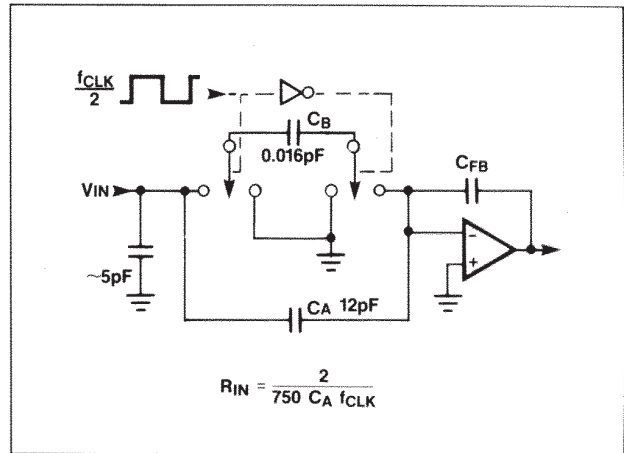 fCLK
2
CB
0.016pF
CFB
VIN
−
+
~5pF
CA 12pF
RIN = 2
750 CA fCLK